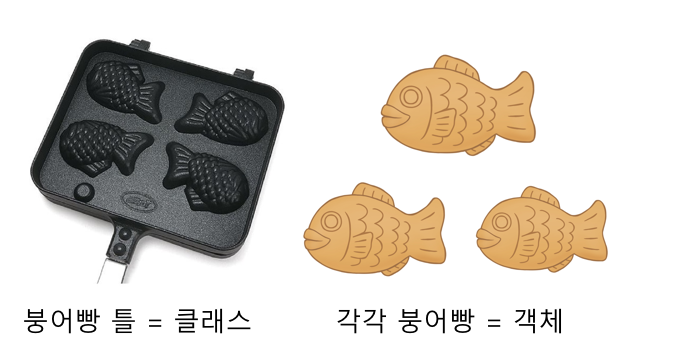 붕어빵 틀 = 클래스
각각 붕어빵 = 객체